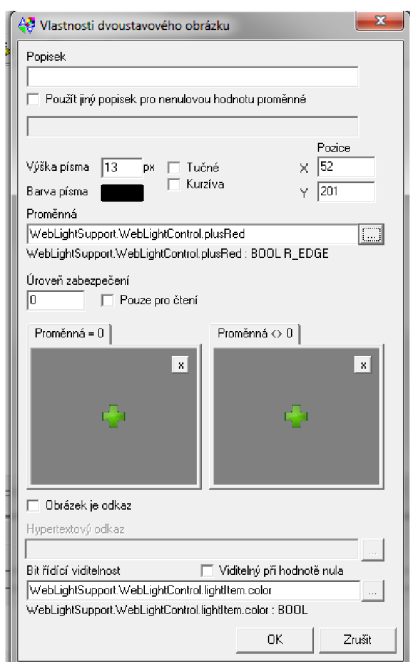 Vlastnosti dvoustavového obrázku
Popisek
Použít jiný popisek pro nenulovou hodnotu proměnné
Pozice
Výška písma 13 px Tučné X 52
Barva písma Kurzíva Y 201
Proměnná
WebLightSupport.WebLightControl.plusRed ...
WebLightSupport.WebLightControl.plusRed : BOOL R_EDGE
Úroveň zabezpečení
0 Pouze pro čtení
Proměnná = 0 Proměnná <> 0
x x
Obrázek je odkaz
Hypertextový odkaz
...
Bit řídící viditelnost Viditelný při hodnotě nula
WebLightSupport.WebLightControl.lightItem.color ...
WebLightSupport.WebLightControl.lightItem.color : BOOL
OK Zrušit